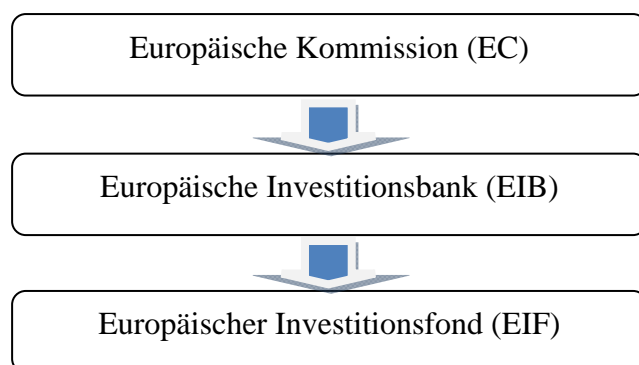 Europäische Kommission (EC)
Europäische Investitionsbank (EIB)
Europäischer Investitionsfond (EIF)